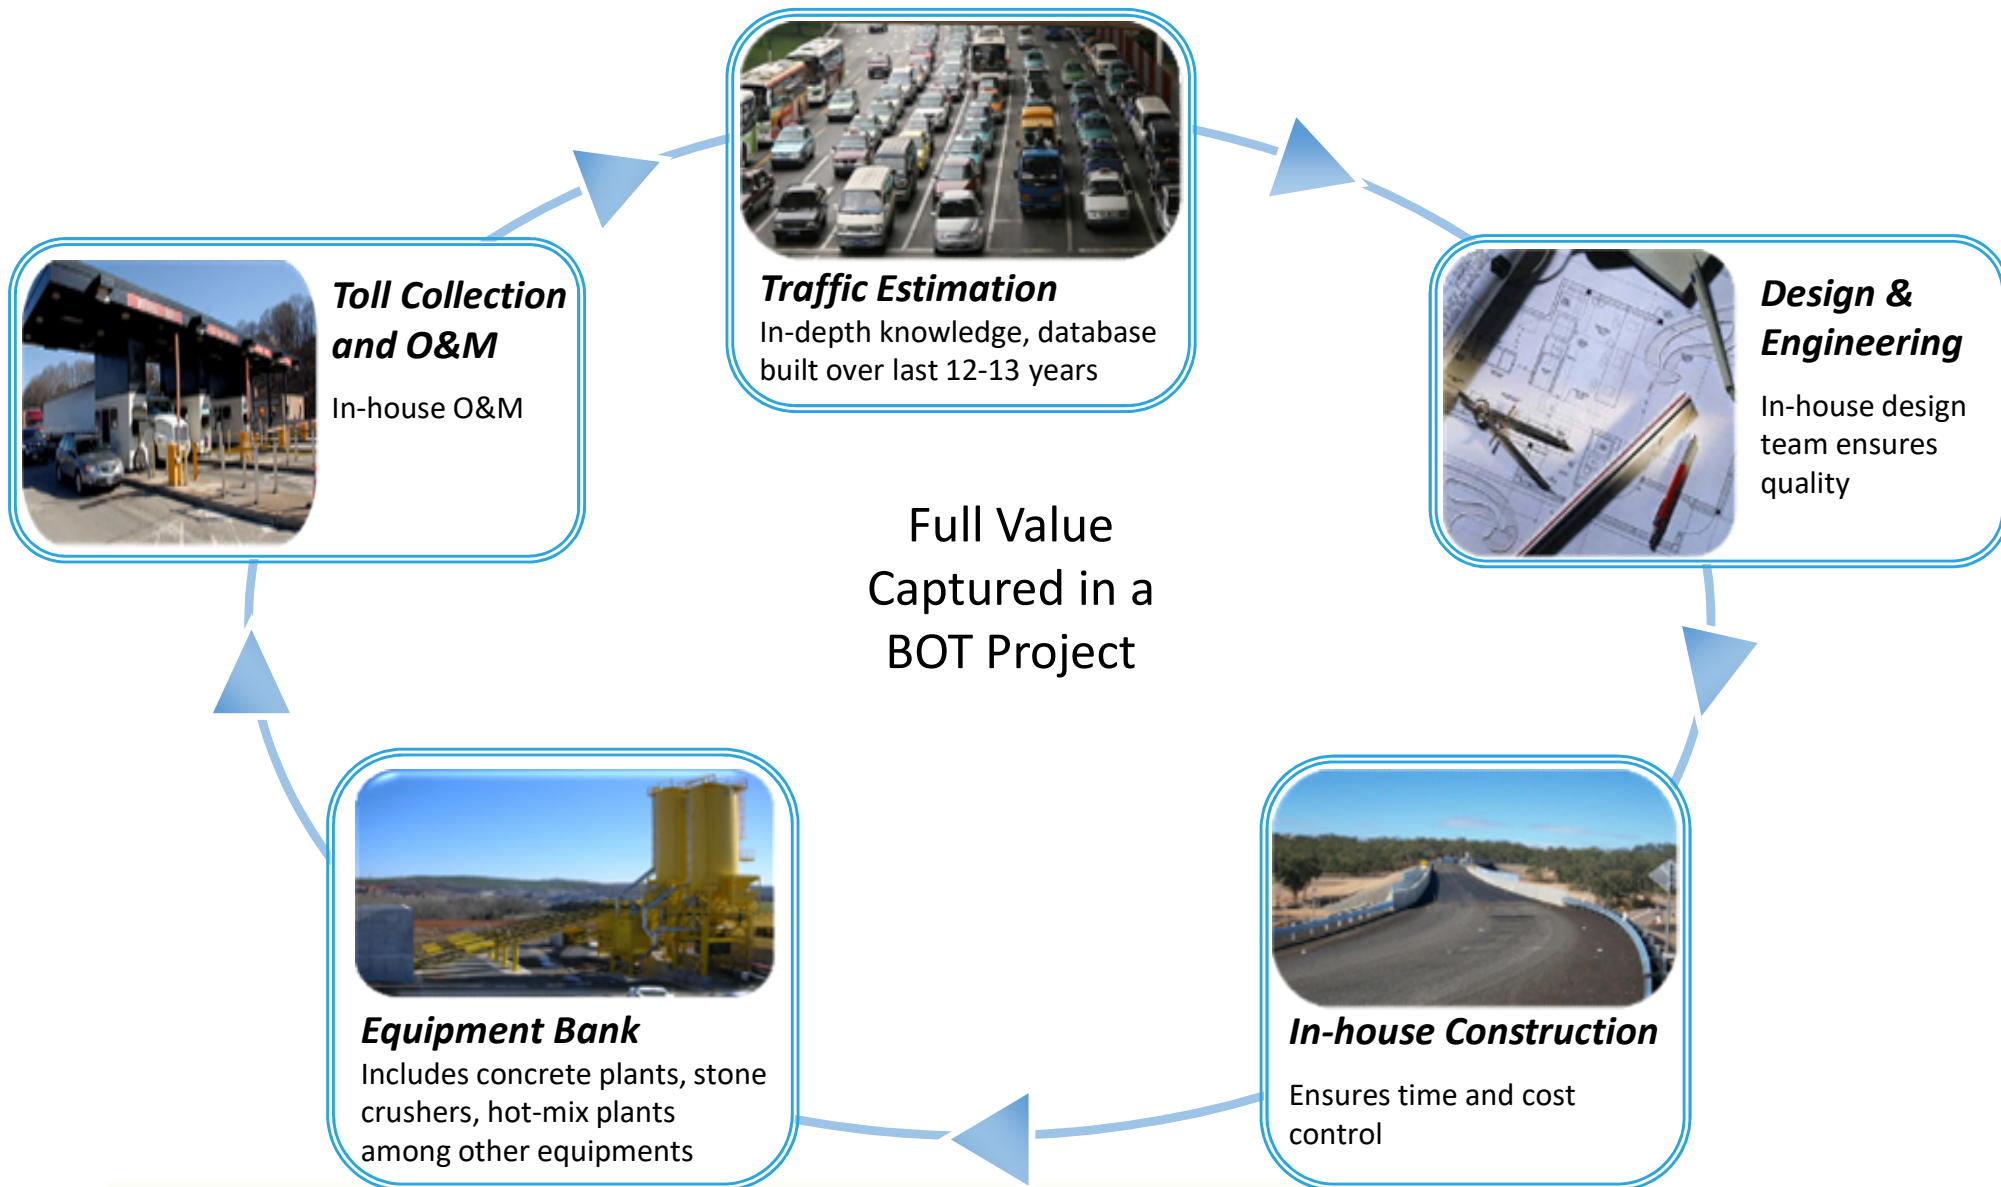 Traffic Estimation
In-depth knowledge, database
built over last 12-13 years
Design &
Engineering
In-house design
team ensures
quality
In-house Construction
Ensures time and cost
control
Equipment Bank
Includes concrete plants, stone
crushers, hot-mix plants
among other equipments
Toll Collection
and O&M
In-house O&M
Full Value
Captured in a
BOT Project